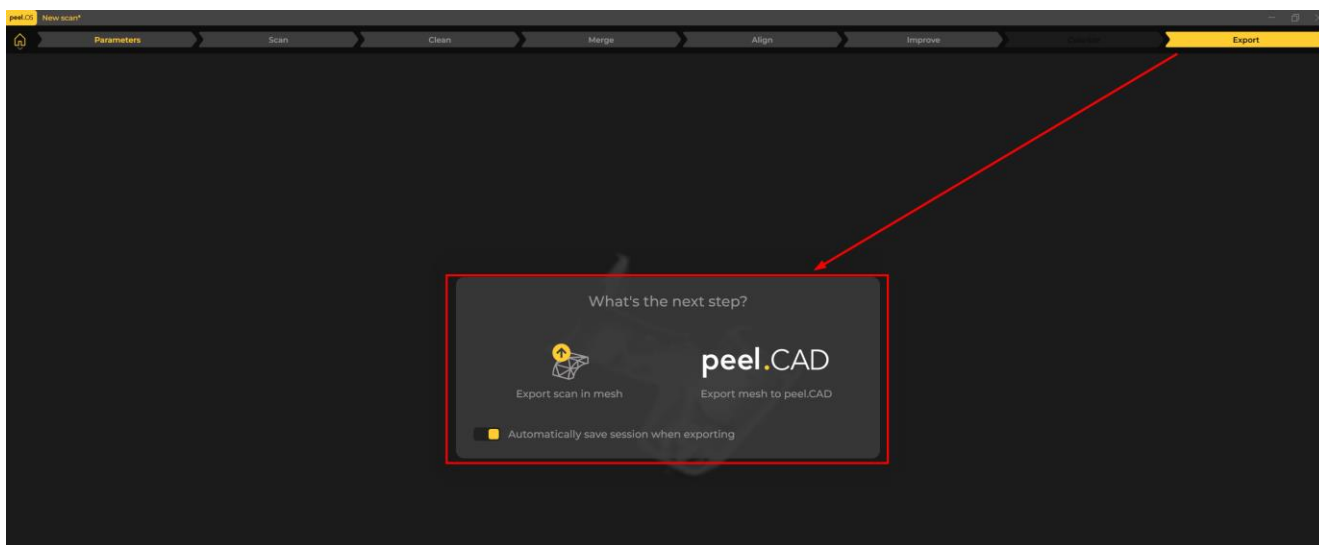 peel.OS New scan*
Parameters Scan Clean Merge Align Improve Export
What's the next step?
peel.CAD
Export scan in mesh Export mesh to peel.CAD
Automatically save session when exporting